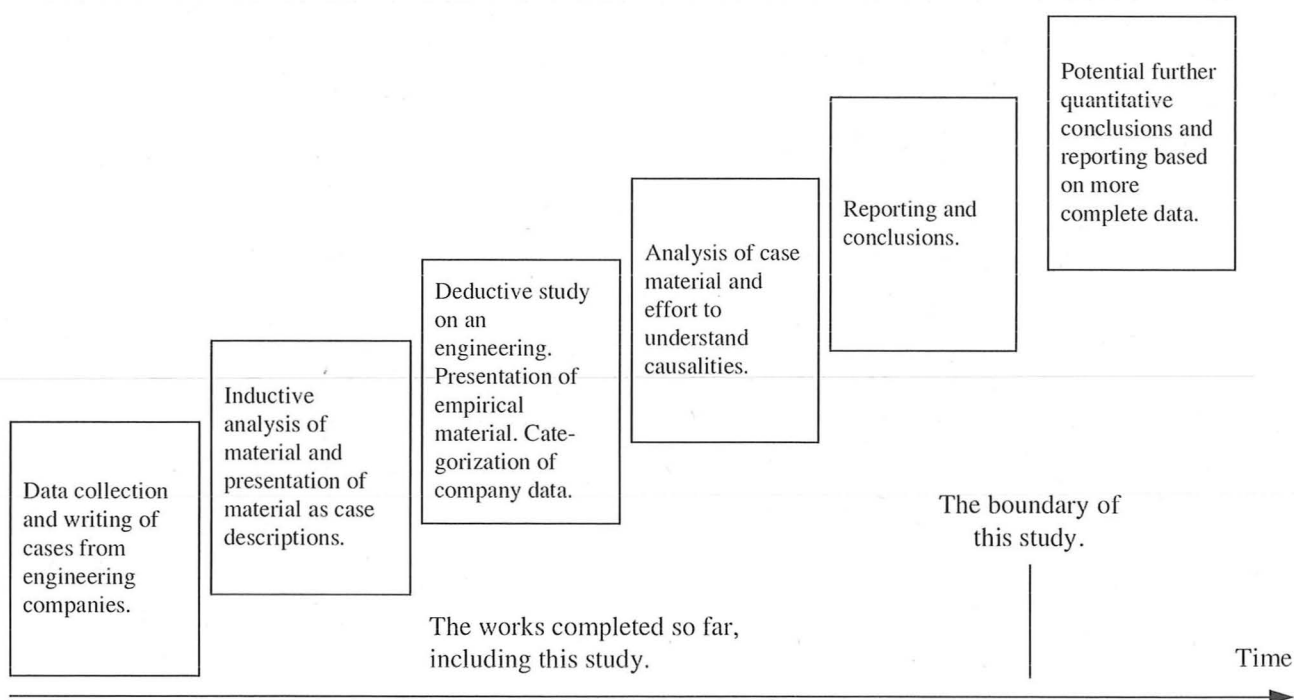 Data collection
and writing of
cases from
engineering
companies.
Inductive
analysis of
material and
presentation of
material as case
descriptions.
Deductive study
on an
engineering.
Presentation of
empirical
material. Cate-
gorization of
company data.
Analysis of case
material and
effort to
understand
causalities.
Reporting and
conclusions.
Potential further
quantitative
conclusions and
reporting based
on more
complete data.
The boundary of
this study.
The works completed so far,
including this study.
Time